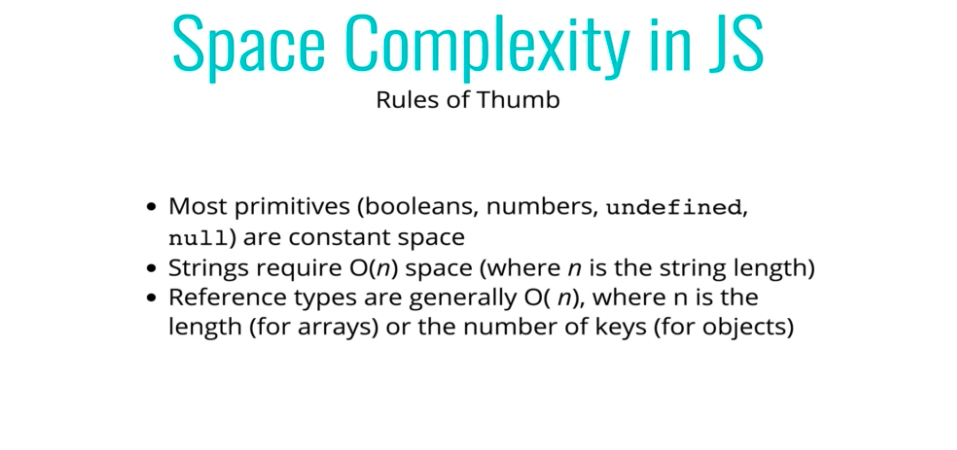 Space Complexity in JS
Rules of Thumb
• Most primitives (booleans, numbers, undefined,
null) are constant space
• Strings require O(n) space (where n is the string length)
• Reference types are generally O( n), where n is the
length (for arrays) or the number of keys (for objects)